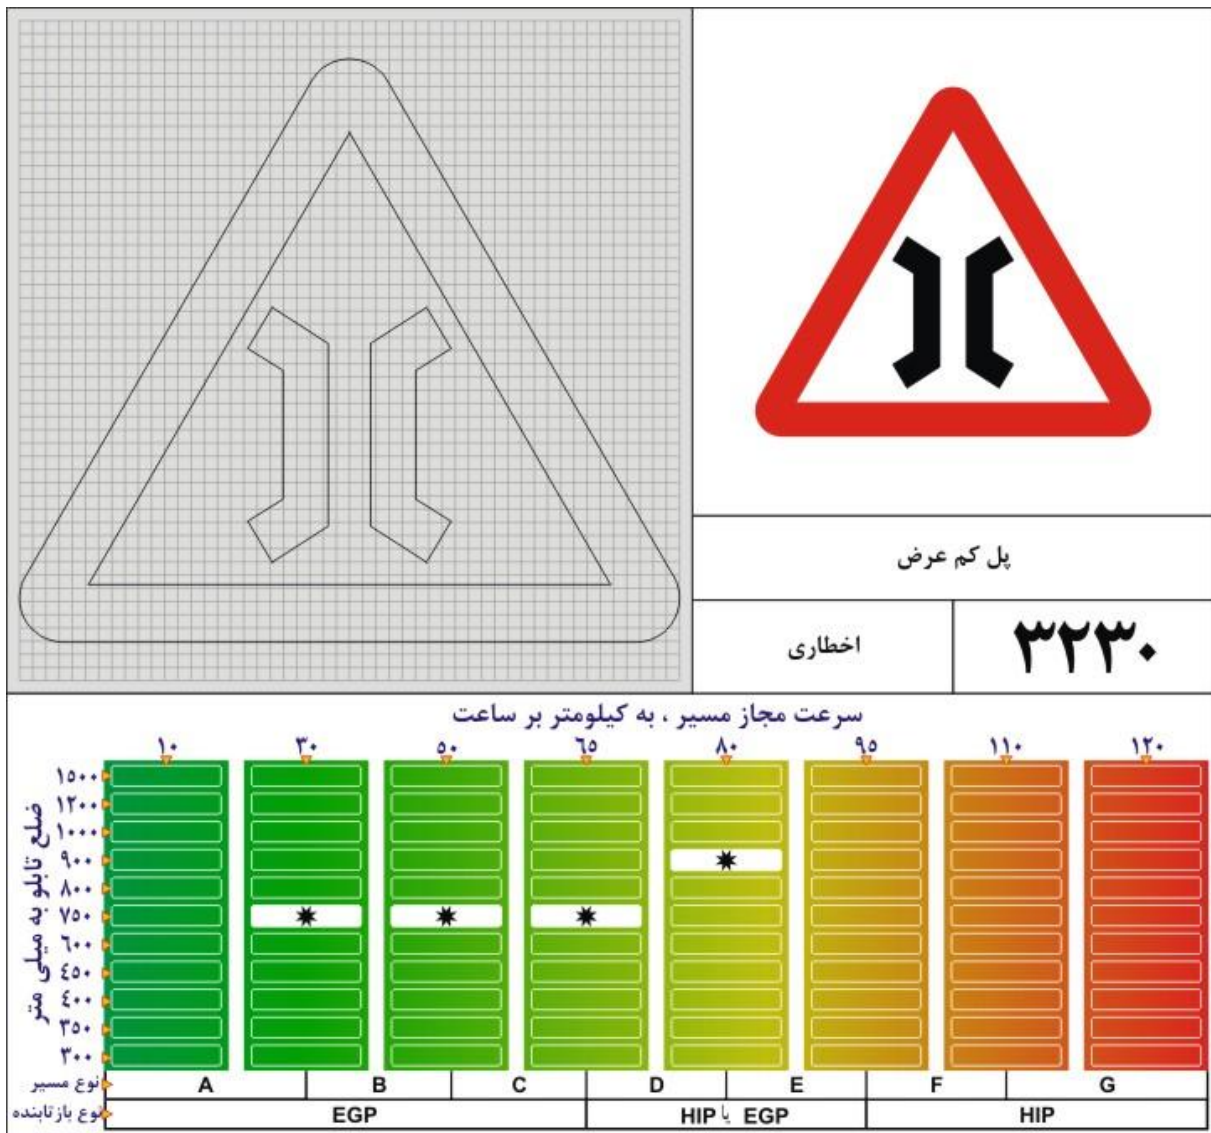 پل کم عرض
اخطاری
۳۲۳۰
سرعت مجاز مسیر ، به کیلومتر بر ساعت
۱۰ ۳۰ ۵۰ ۶۵ ۸۰ ۹۵ ۱۱۰ ۱۲۰
ضلع تابلو به میلی متر
۱۵۰۰
۱۲۰۰
۱۰۰۰
۹۰۰
۸۰۰
۷۵۰
۶۰۰
۴۵۰
۴۰۰
۳۵۰
۳۰۰
نوع مسیر
A B C D E F G
نوع بازتابنده
EGP
HIP یا EGP
HIP